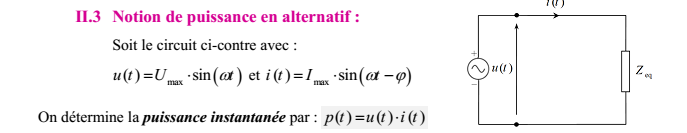 i(t)
II.3 Notion de puissance en alternatif :
Soit le circuit ci-contre avec :
u(t)=U_max ·sin(ωt) et i(t)=I_max ·sin(ωt −φ)
+
u(t)
−
Z_eq
On détermine la puissance instantanée par : p(t)=u(t)·i(t)